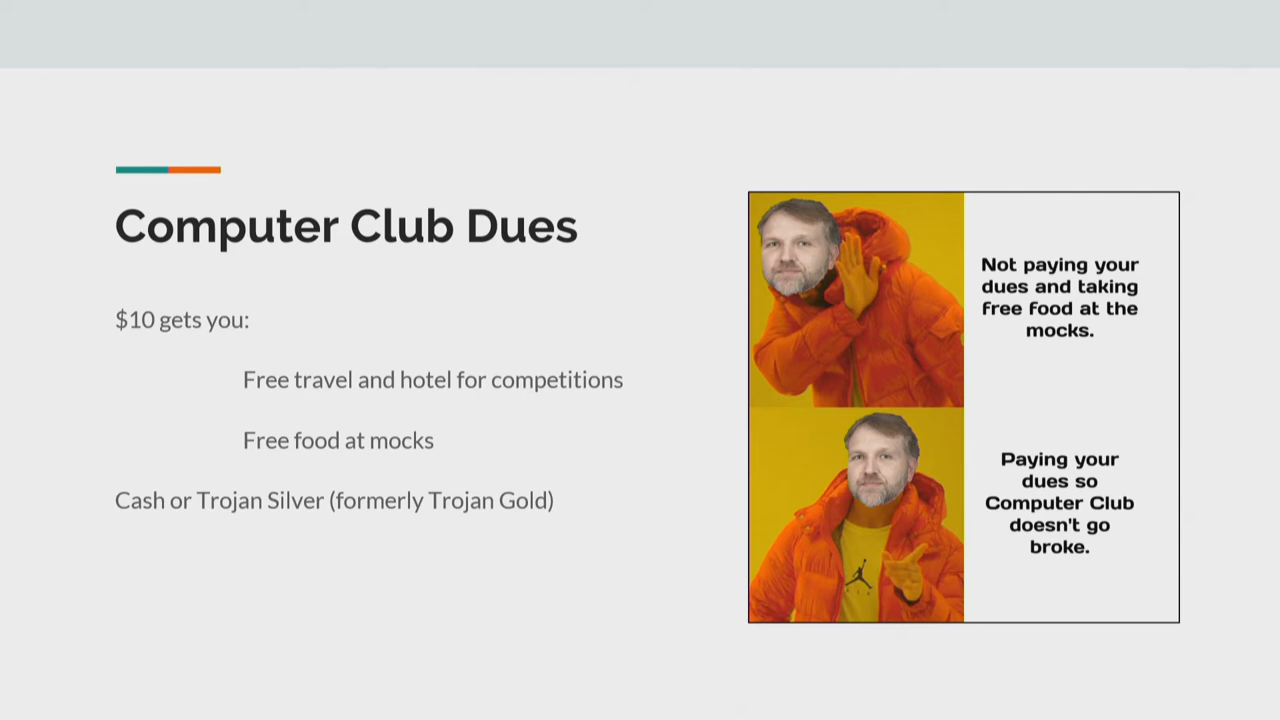 Computer Club Dues
$10 gets you:
Free travel and hotel for competitions
Free food at mocks
Cash or Trojan Silver (formerly Trojan Gold)
Not paying your
dues and taking
free food at the
mocks.
Paying your
dues so
Computer Club
doesn't go
broke.